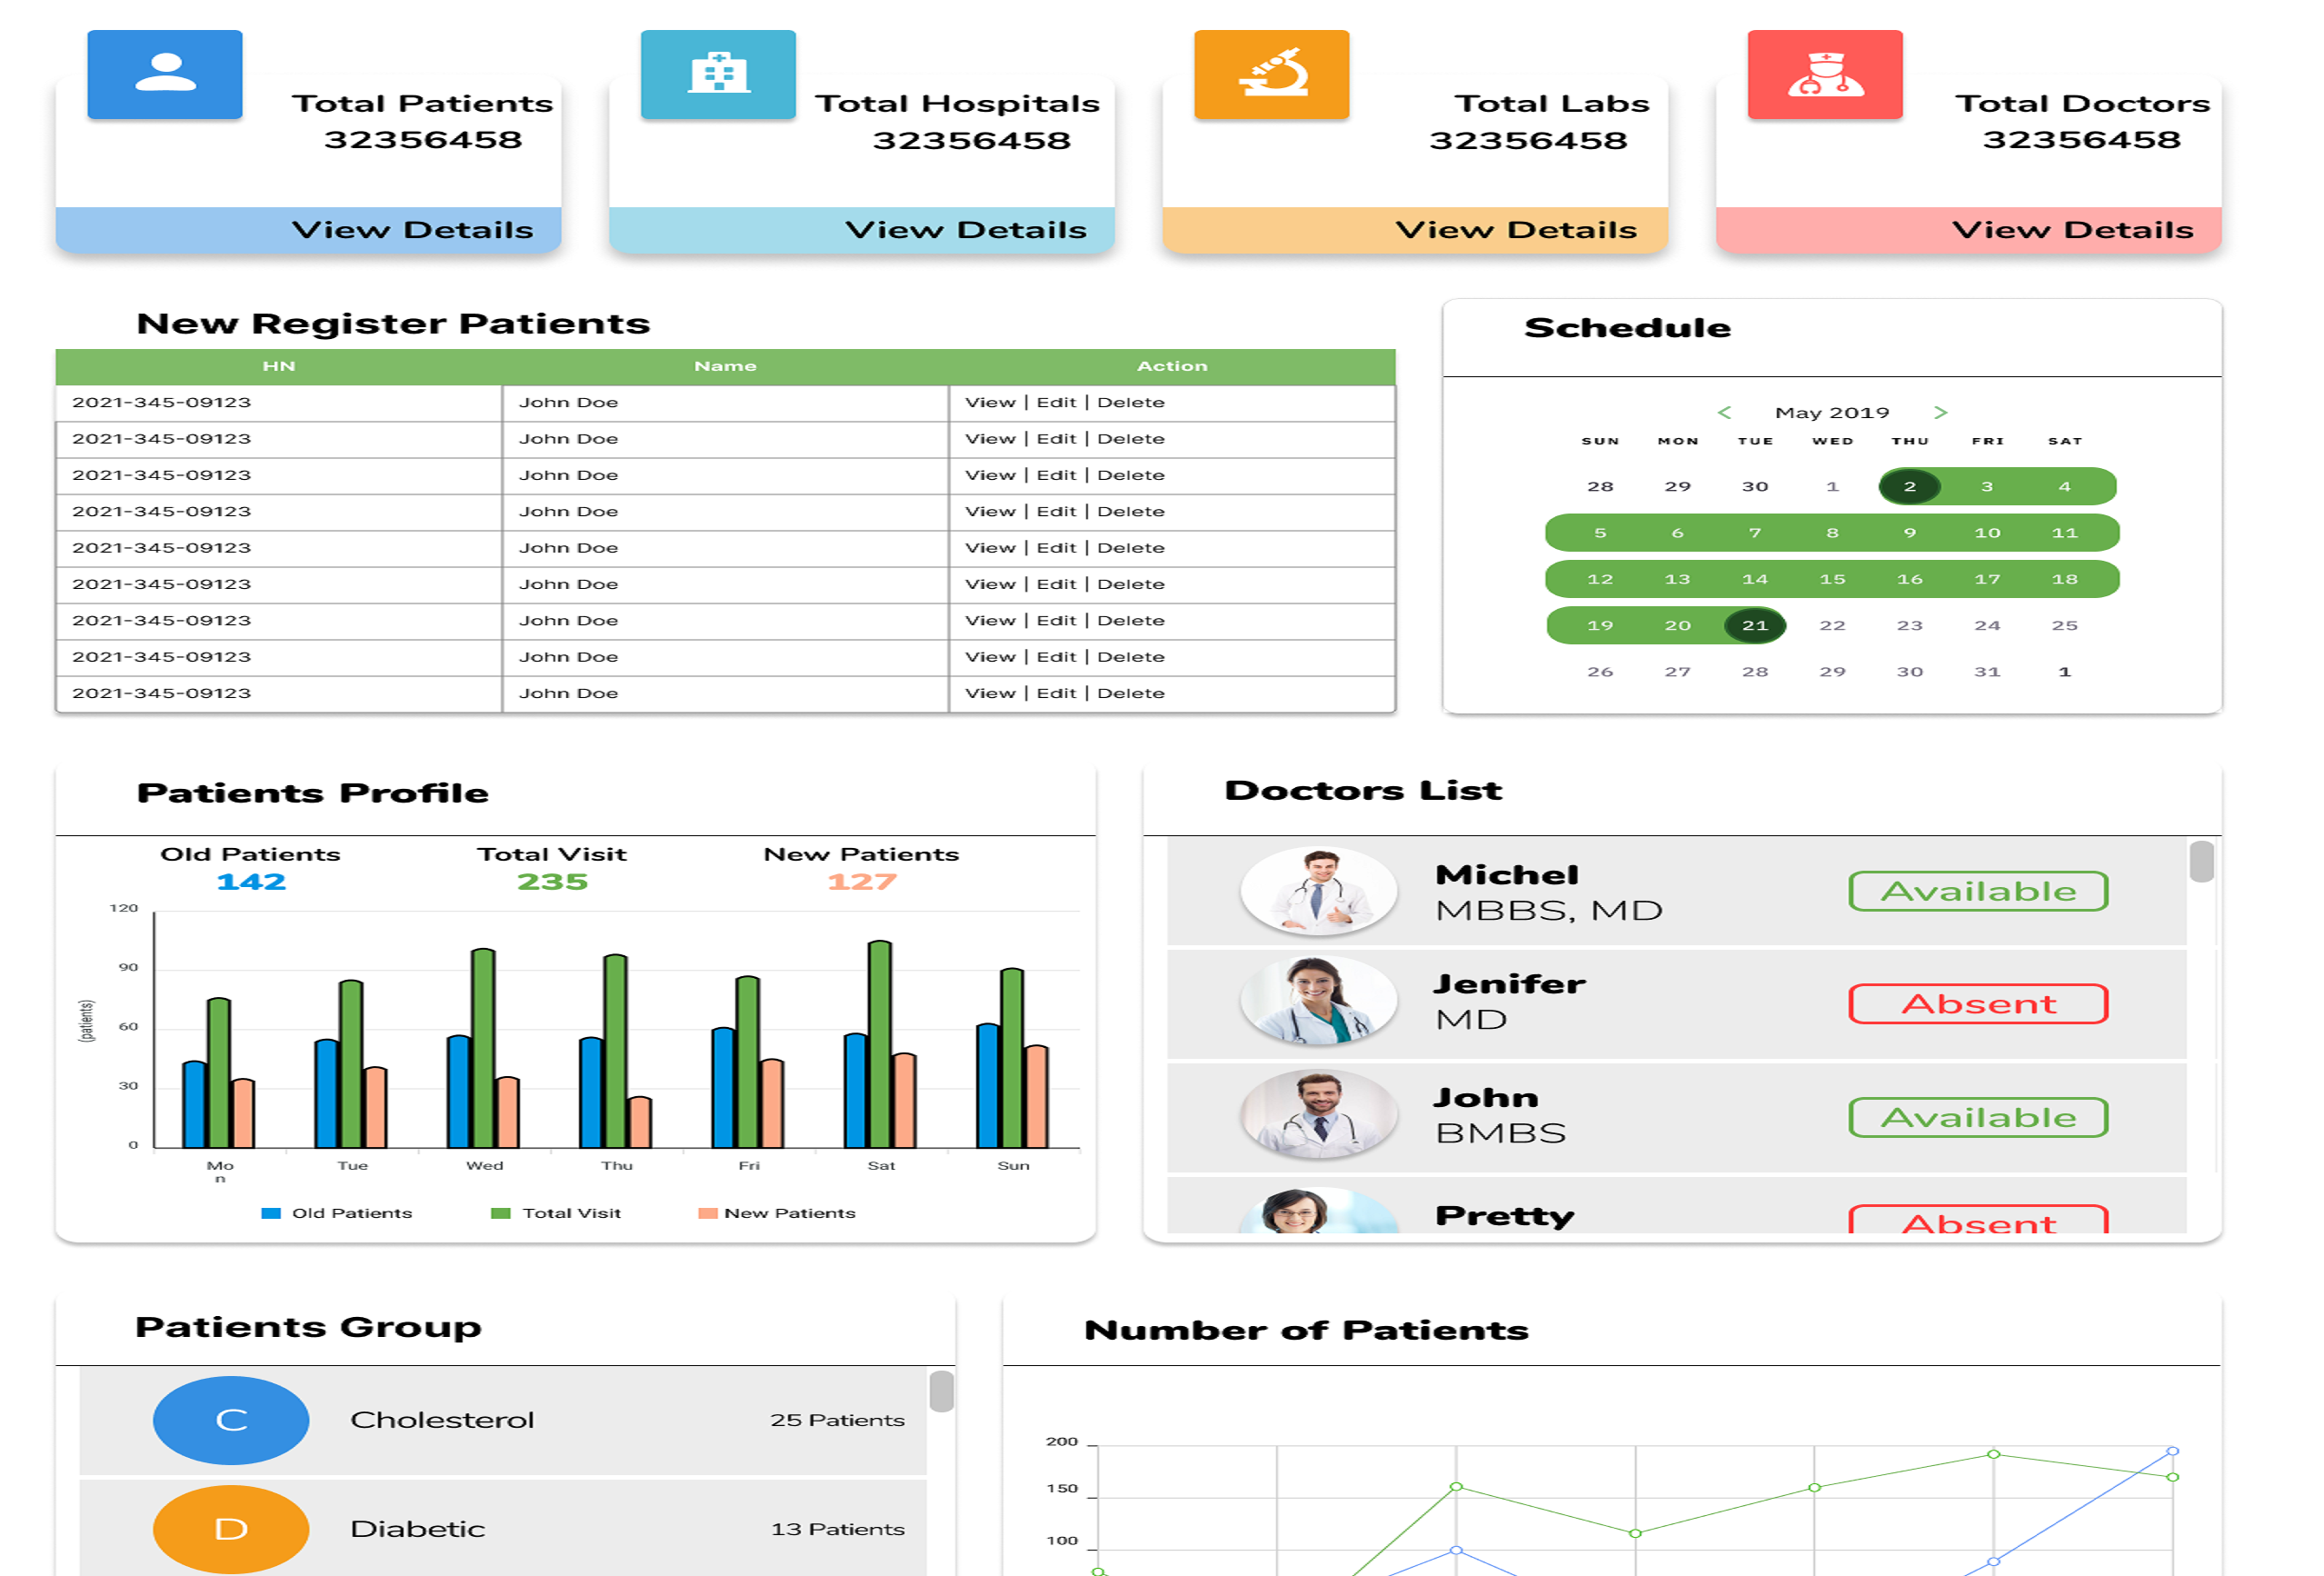 Total Patients
32356458
View Details
Total Hospitals
32356458
View Details
Total Labs
32356458
View Details
Total Doctors
32356458
View Details
New Register Patients
HN Name Action
2021-345-09123 John Doe View | Edit | Delete
2021-345-09123 John Doe View | Edit | Delete
2021-345-09123 John Doe View | Edit | Delete
2021-345-09123 John Doe View | Edit | Delete
2021-345-09123 John Doe View | Edit | Delete
2021-345-09123 John Doe View | Edit | Delete
2021-345-09123 John Doe View | Edit | Delete
2021-345-09123 John Doe View | Edit | Delete
2021-345-09123 John Doe View | Edit | Delete
Schedule
< May 2019 >
SUN MON TUE WED THU FRI SAT
28 29 30 1 2 3 4
5 6 7 8 9 10 11
12 13 14 15 16 17 18
19 20 21 22 23 24 25
26 27 28 29 30 31 1
Patients Profile
Old Patients Total Visit New Patients
142 235 127
120
90
60
30
0
(patients)
Mo
n
Tue Wed Thu Fri Sat Sun
Old Patients Total Visit New Patients
Doctors List
Michel
MBBS, MD
Available
Jenifer
MD
Absent
John
BMBS
Available
Pretty
Absent
Patients Group
C Cholesterol 25 Patients
D Diabetic 13 Patients
Number of Patients
200
150
100